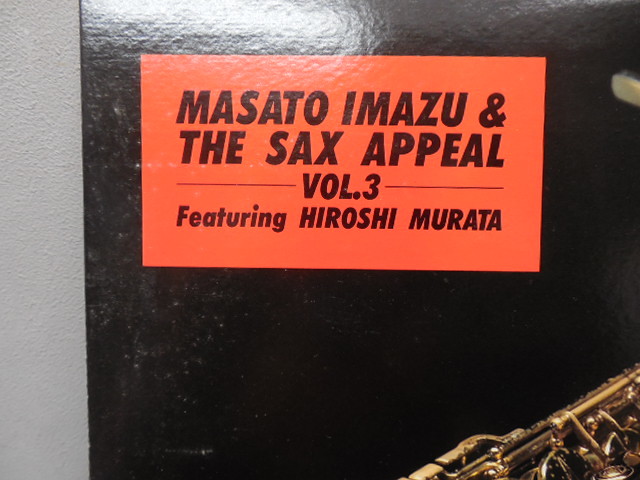 MASATO IMAZU &
THE SAX APPEAL
VOL.3
Featuring HIROSHI MURATA